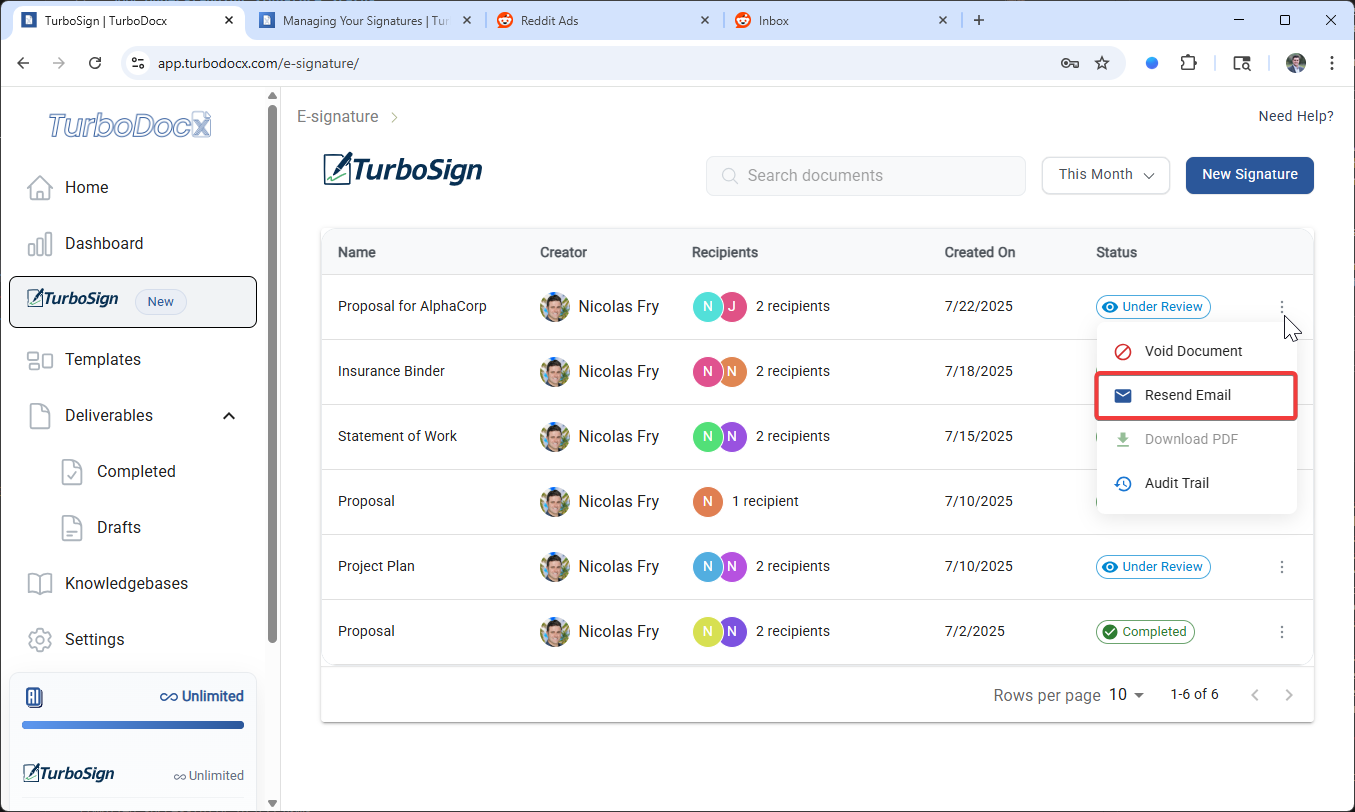 TurboSign | TurboDocx
Managing Your Signatures | Tur
Reddit Ads
Inbox
app.turbodocx.com/e-signature/
TurboDocX
Home
Dashboard
TurboSign New
Templates
Deliverables
Completed
Drafts
Knowledgebases
Settings
Unlimited
TurboSign Unlimited
E-signature
Need Help?
TurboSign
Search documents
This Month
New Signature
Name Creator Recipients Created On Status
Proposal for AlphaCorp Nicolas Fry N J 2 recipients 7/22/2025 Under Review
Insurance Binder Nicolas Fry N N 2 recipients 7/18/2025
Statement of Work Nicolas Fry N N 2 recipients 7/15/2025
Proposal Nicolas Fry N 1 recipient 7/10/2025
Project Plan Nicolas Fry N N 2 recipients 7/10/2025 Under Review
Proposal Nicolas Fry N N 2 recipients 7/2/2025 Completed
Void Document
Resend Email
Download PDF
Audit Trail
Rows per page 10 1-6 of 6